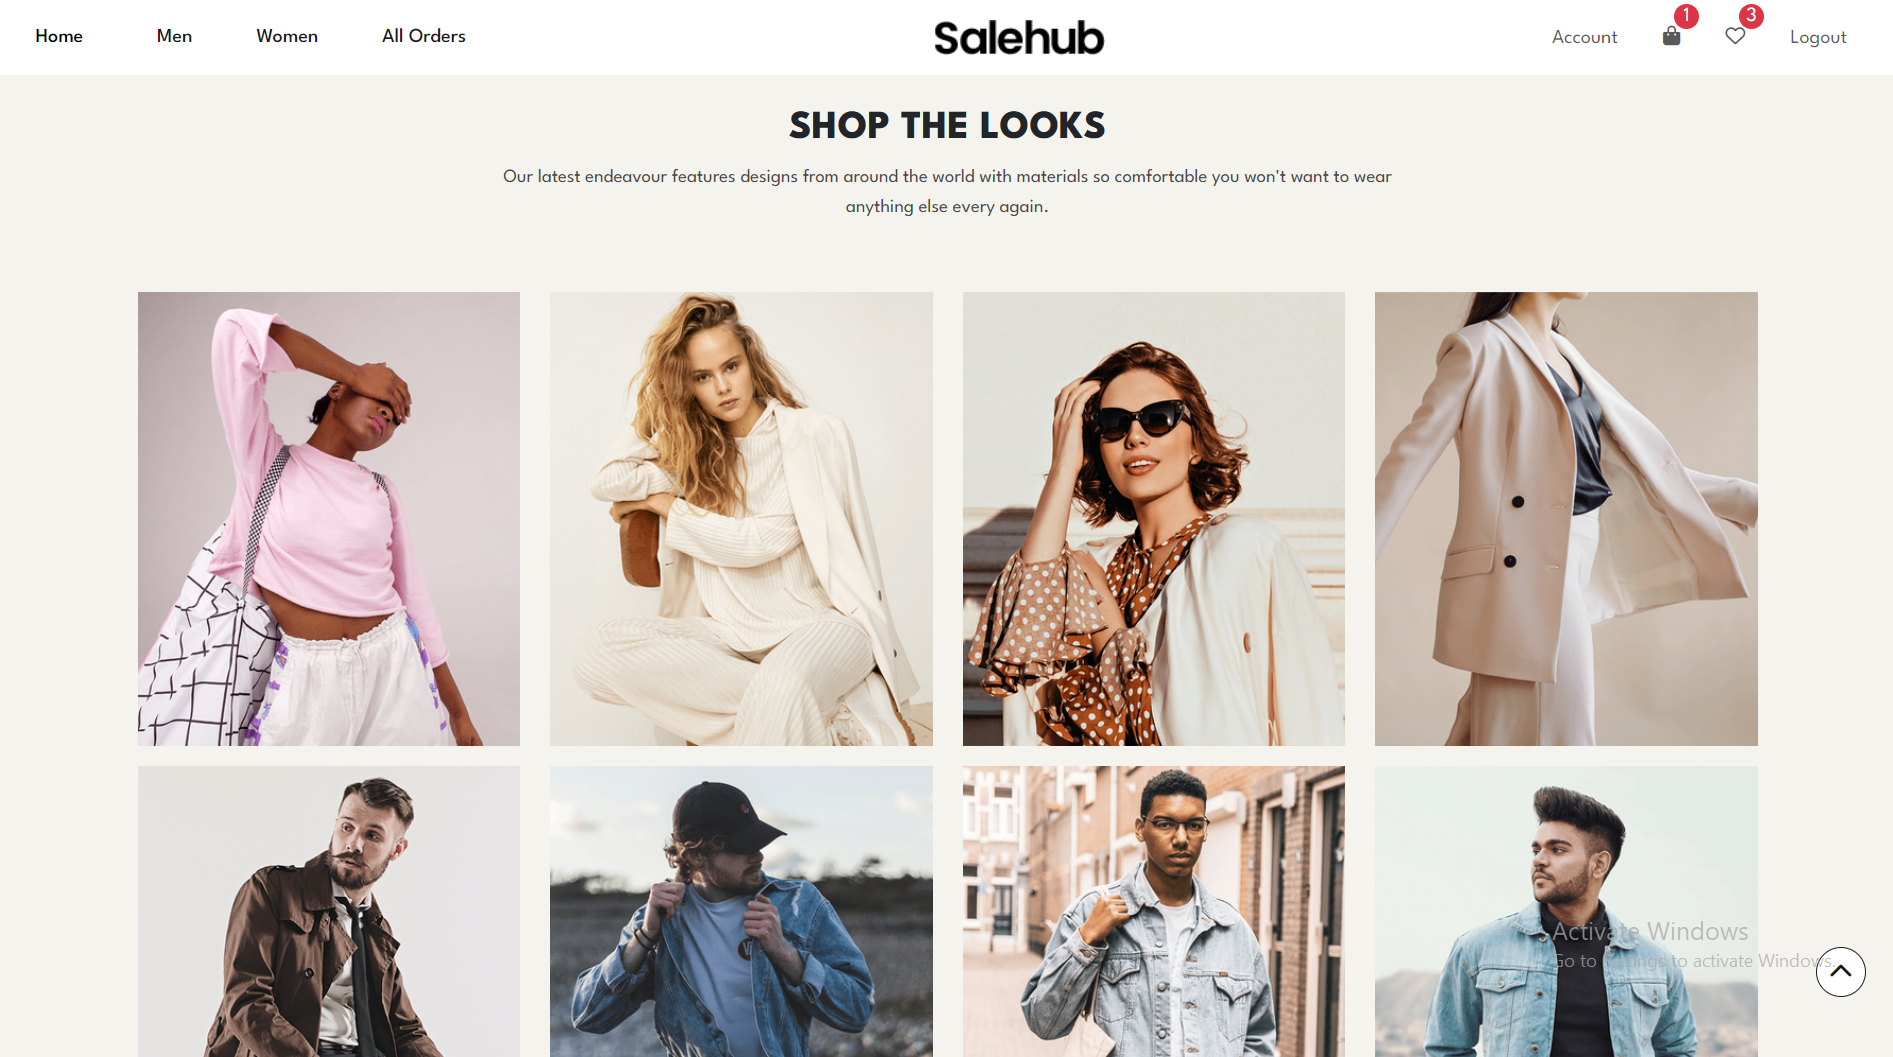 Home
Men
Women
All Orders
Salehub
Account
1
3
Logout
SHOP THE LOOKS
Our latest endeavour features designs from around the world with materials so comfortable you won't want to wear
anything else every again.
Activate Windows
Go to Settings to activate Windows.